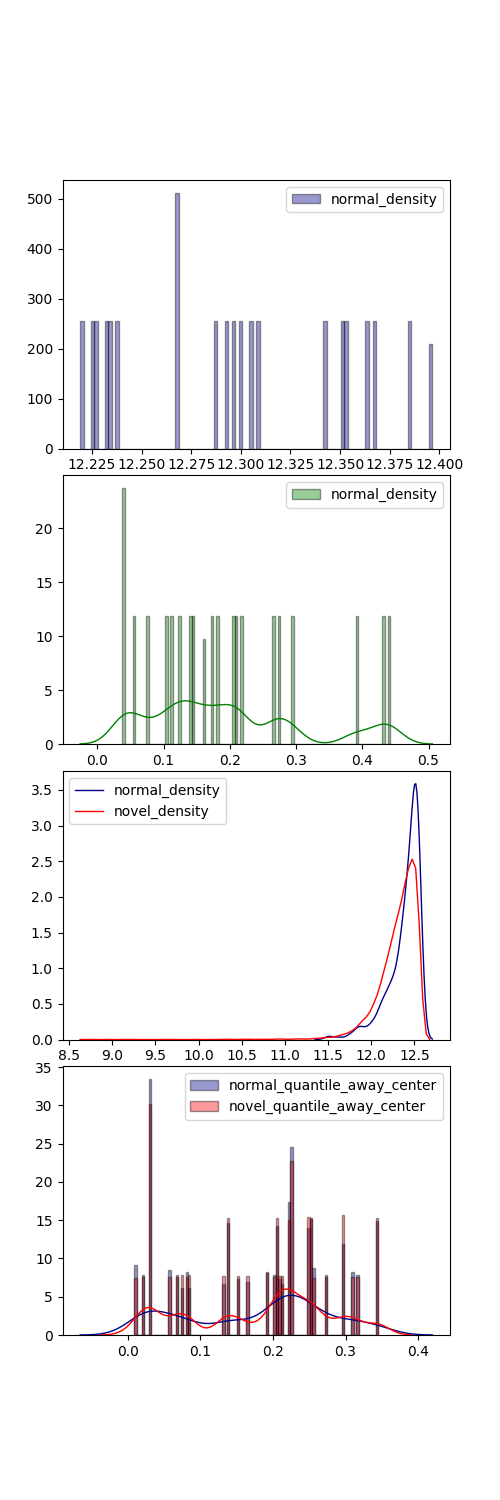 normal_density
500
400
300
200
100
0
12.225 12.250 12.275 12.300 12.325 12.350 12.375 12.400
normal_density
20
15
10
5
0
0.0 0.1 0.2 0.3 0.4 0.5
normal_density
novel_density
3.5
3.0
2.5
2.0
1.5
1.0
0.5
0.0
8.5 9.0 9.5 10.0 10.5 11.0 11.5 12.0 12.5
normal_quantile_away_center
novel_quantile_away_center
35
30
25
20
15
10
5
0
0.0 0.1 0.2 0.3 0.4